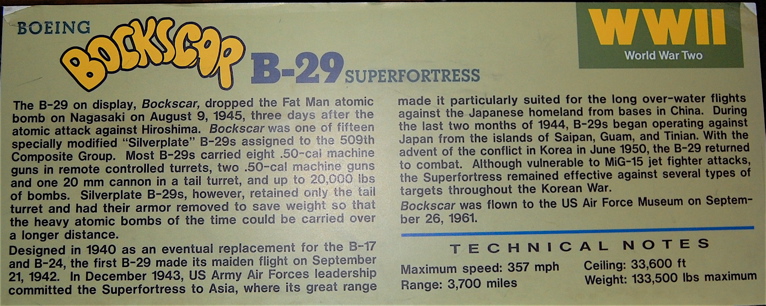 BOEING
BOCKSCAR
B-29 SUPERFORTRESS
WWII
World War Two
The B-29 on display, Bockscar, dropped the Fat Man atomic
bomb on Nagasaki on August 9, 1945, three days after the
atomic attack against Hiroshima. Bockscar was one of fifteen
specially modified "Silverplate" B-29s assigned to the 509th
Composite Group. Most B-29s carried eight .50-cal machine
guns in remote controlled turrets, two .50-cal machine guns
and one 20 mm cannon in a tail turret, and up to 20,000 lbs
of bombs. Silverplate B-29s, however, retained only the tail
turret and had their armor removed to save weight so that
the heavy atomic bombs of the time could be carried over
a longer distance.
Designed in 1940 as an eventual replacement for the B-17
and B-24, the first B-29 made its maiden flight on September
21, 1942. In December 1943, US Army Air Forces leadership
committed the Superfortress to Asia, where its great range
made it particularly suited for the long over-water flights
against the Japanese homeland from bases in China. During
the last two months of 1944, B-29s began operating against
Japan from the islands of Saipan, Guam, and Tinian. With the
advent of the conflict in Korea in June 1950, the B-29 returned
to combat. Although vulnerable to MiG-15 jet fighter attacks,
the Superfortress remained effective against several types of
targets throughout the Korean War.
Bockscar was flown to the US Air Force Museum on Septem-
ber 26, 1961.
TECHNICAL NOTES
Maximum speed: 357 mph
Range: 3,700 miles
Ceiling: 33,600 ft
Weight: 133,500 lbs maximum